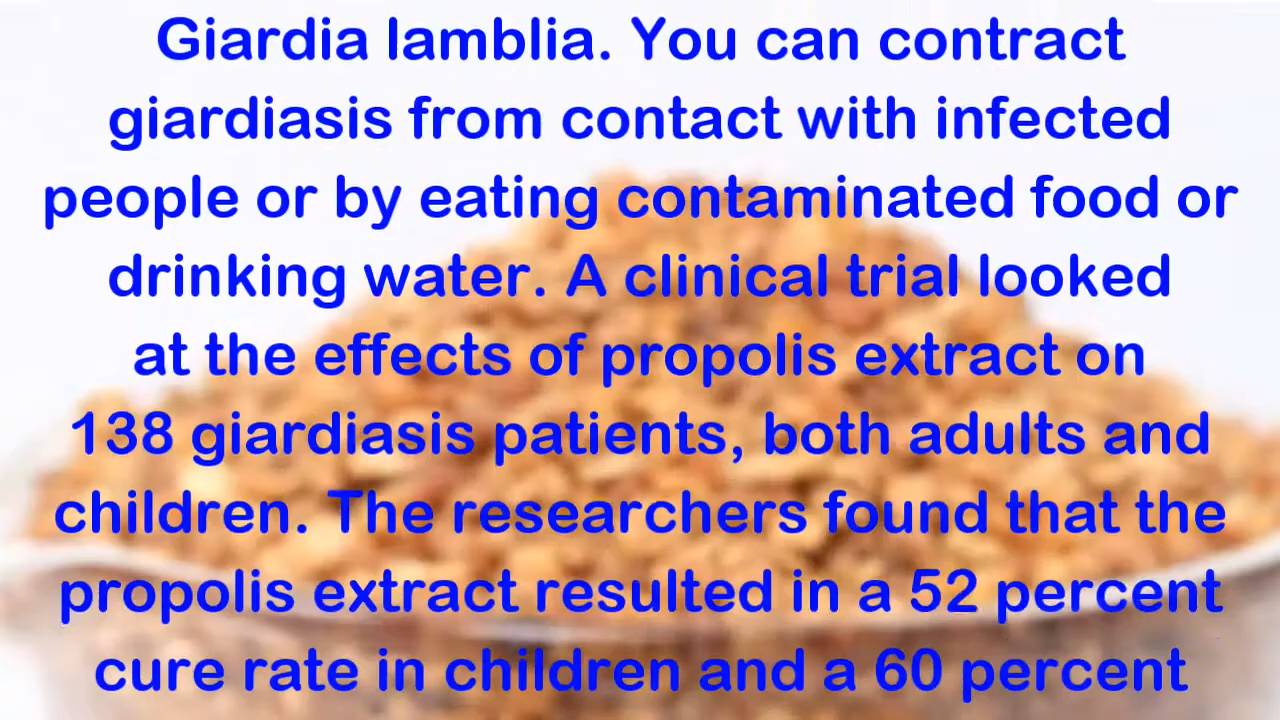 Giardia lamblia. You can contract
giardiasis from contact with infected
people or by eating contaminated food or
drinking water. A clinical trial looked
at the effects of propolis extract on
138 giardiasis patients, both adults and
children. The researchers found that the
propolis extract resulted in a 52 percent
cure rate in children and a 60 percent